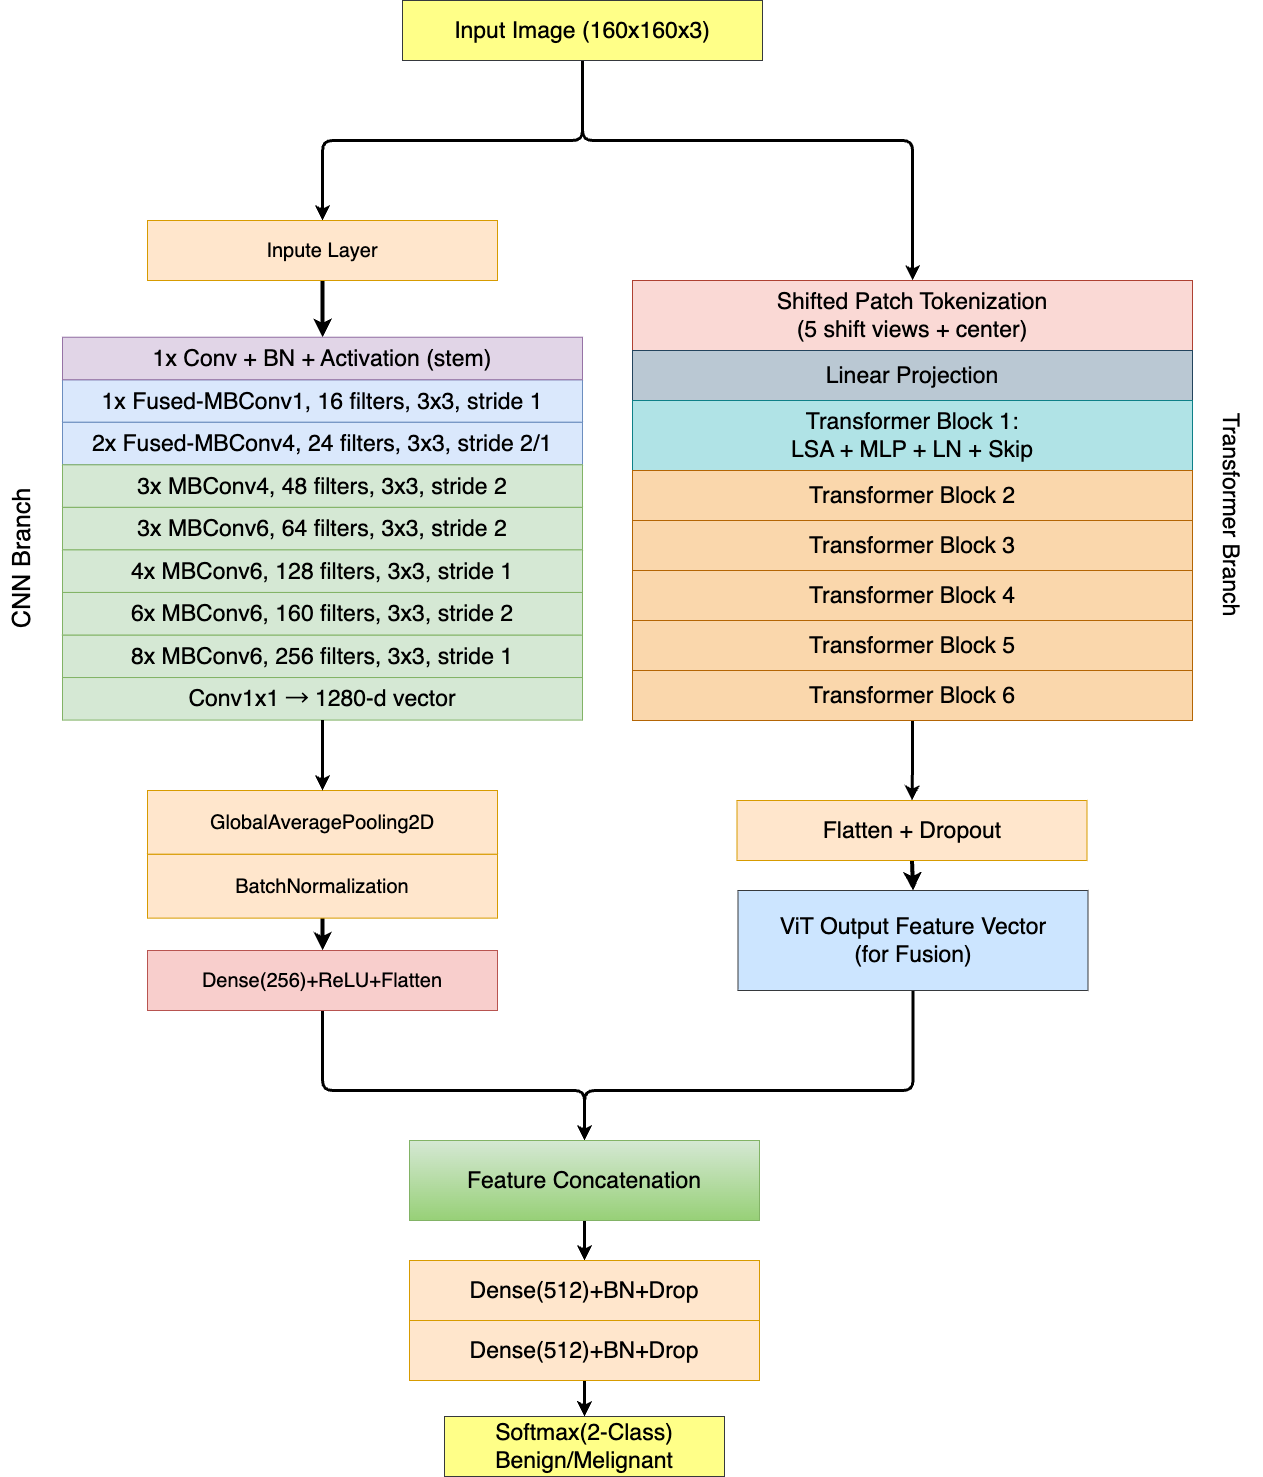 Input Image (160x160x3)
Inpute Layer
CNN Branch
1x Conv + BN + Activation (stem)
1x Fused-MBConv1, 16 filters, 3x3, stride 1
2x Fused-MBConv4, 24 filters, 3x3, stride 2/1
3x MBConv4, 48 filters, 3x3, stride 2
3x MBConv6, 64 filters, 3x3, stride 2
4x MBConv6, 128 filters, 3x3, stride 1
6x MBConv6, 160 filters, 3x3, stride 2
8x MBConv6, 256 filters, 3x3, stride 1
Conv1x1 → 1280-d vector
GlobalAveragePooling2D
BatchNormalization
Dense(256)+ReLU+Flatten
Shifted Patch Tokenization
(5 shift views + center)
Linear Projection
Transformer Block 1:
LSA + MLP + LN + Skip
Transformer Block 2
Transformer Block 3
Transformer Block 4
Transformer Block 5
Transformer Block 6
Transformer Branch
Flatten + Dropout
ViT Output Feature Vector
(for Fusion)
Feature Concatenation
Dense(512)+BN+Drop
Dense(512)+BN+Drop
Softmax(2-Class)
Benign/Melignant